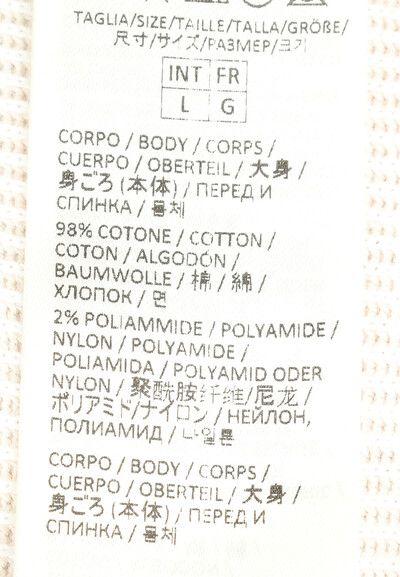 TAGLIA/SIZE/TAILLE/TALLA/GRÖßE/
尺寸/サイズ/РАЗМЕР/크기
INT FR
L G
CORPO / BODY / CORPS /
CUERPO / OBERTEIL / 大身 /
身ごろ (本体) / ПЕРЕД И
СПИНКА / 몸체
98% COTONE / COTTON /
COTON / ALGODÓN /
BAUMWOLLE / 棉 / 綿 /
ХЛОПОК / 면
2% POLIAMMIDE / POLYAMIDE /
NYLON / POLYAMIDE /
POLIAMIDA / POLYAMID ODER
NYLON / 聚酰胺纤维/尼龙 /
ポリアミド/ナイロン / НЕЙЛОН,
ПОЛИАМИД / 나일론
CORPO / BODY / CORPS /
CUERPO / OBERTEIL / 大身 /
身ごろ (本体) / ПЕРЕД И
СПИНКА / 몸체